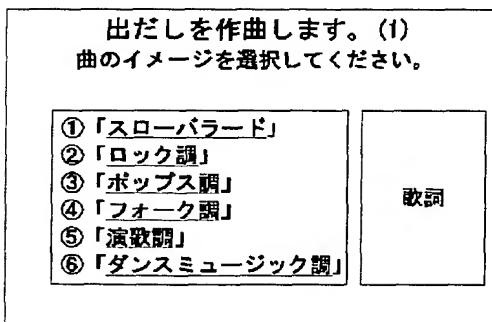 出だしを作曲します。(1)
曲のイメージを選択してください。
①「スローバラード」
②「ロック調」
③「ポップス調」
④「フォーク調」
⑤「演歌調」
⑥「ダンスミュージック調」
歌詞